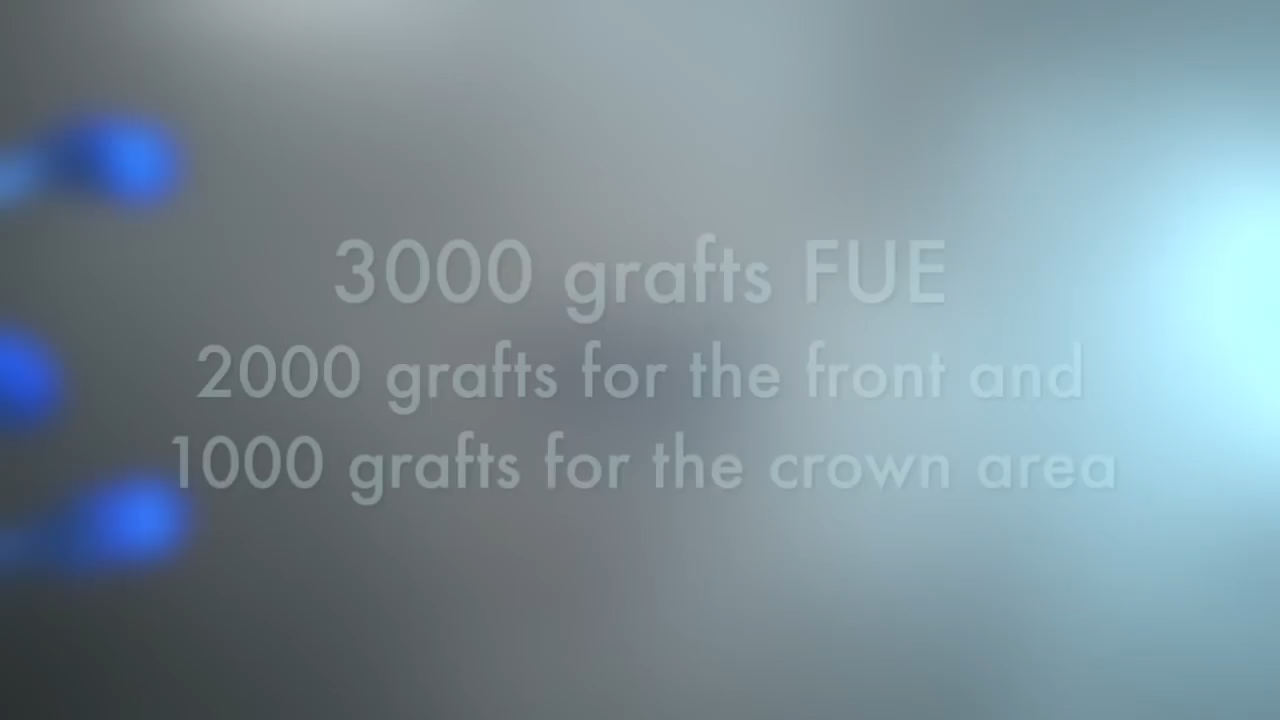 3000 grafts FUE
2000 grafts for the front and
1000 grafts for the crown area